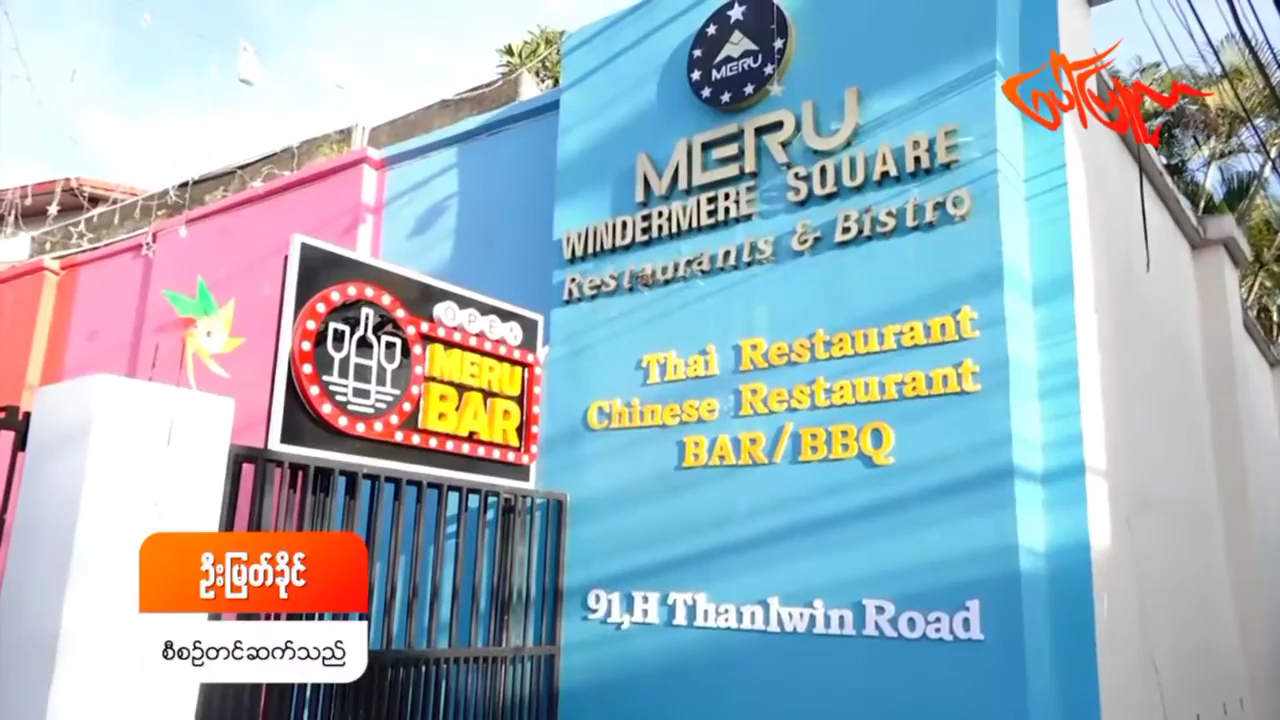 MERU
MERU
WINDERMERE SQUARE
Restaurants & Bistro
OPEN
MERU
BAR
Thai Restaurant
Chinese Restaurant
BAR/BBQ
91,H Thanlwin Road
ဦးမြတ်ခိုင်
စီစဉ်တင်ဆက်သည်